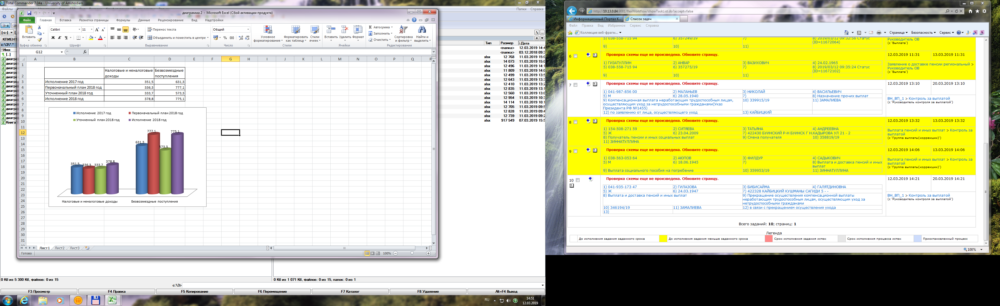 Total Commander 7.04a - University of Amsterdam
Файлы
Папки Справка
диаграмма 2 - Microsoft Excel (Сбой активации продукта)
Файл Главная Вставка Разметка страницы Формулы Данные Рецензирование Вид Надстройки
Calibri 11 Перенос текста Общий
Вставить Ж К Ч Объединить и поместить в центре % 000
Условное форматирование Форматировать как таблицу Стили ячеек Вставить Удалить Формат
Σ Автосумма
Заполнить
Очистить
Сортировка и фильтр Найти и выделить
Буфер обмена Шрифт Выравнивание Число Стили Ячейки Редактирование
G12 fx
A B C D E F G H I J K L M N O P Q R
Налоговые и неналоговые доходы Безвозмездные поступления
Исполнение 2017 год 351,5 631,3
Первоначальный план 2018 год 336,3 777,1
Уточненный план 2018 год 333,7 573,3
Исполнение 2018 год 378,8 775,1
Исполнение 2017 год Первоначальный план 2018 год
Уточненный план 2018 год Исполнение 2018 год
777,1 775,1
631,3 573,3
351,5 336,3 333,7 378,8
Налоговые и неналоговые доходы Безвозмездные поступления
1
2
3
4
5
6
7
8
9
10
11
12
13
14
15
16
17
18
19
20
21
22
23
24
25
26
27
28
29
30
31
Лист1 Лист2 Лист3
Готово 100%
c:\3\*.*
Имя
[..]
Книга
Тип Размер Дата
<папка> 12.03.2019
<папка> 03.12.2018
xlsx 12 768 11.03.2019
xlsx 14 073 11.03.2019
xlsx 12 496 11.03.2019
xlsx 11 809 11.03.2019
xlsx 12 499 11.03.2019
xlsx 12 643 11.03.2019
xlsx 12 410 11.03.2019
xlsx 12 835 11.03.2019
xlsx 12 560 11.03.2019
xlsx 12 954 11.03.2019
xlsx 14 114 11.03.2019
xlsx 12 705 11.03.2019
xlsx 12 828 11.03.2019
xlsx 12 739 11.03.2019
xlsx 917 549 07.03.2019
0 Кб из 5 300 Кб, файлов: 0 из 15
0 Кб из 1 071 Кб, файлов: 0 из 15, папок: 0 из 1
c:\3>
F3 Просмотр F4 Правка F5 Копирование F6 Перемещение F7 Каталог F8 Удаление Alt+F4 Выход
RU 14:51
12.03.2019
http://10.13.0.84:9081/flexWorkflow/showTaskList.do?accept=false
Информационный Портал К... Список задач
Файл Правка Вид Избранное Сервис Справка
Коллекция веб-фрагм... Страница Безопасность Сервис
5) 038-558-715 94 6) 357249/19 7) 8) 2019/03/12 09:32:56 Статус (ID=11672064)
9) 10) 11)
Руководитель ОВ
(с 'Выплата')
6 Проверка схемы еще не произведена. Обновите странцу. 12.03.2019 11:31 13.03.2019 11:31
1) ГИЗАТУЛЛИН 2) АНВАР 3) ВАЗИХОВИЧ 4) 24.02.1965
5) 038-558-715 94 6) 357275/19 7) 8) 2019/03/12 09:35:24 Статус (ID=11672102)
9) 10) 11)
Заявление о доставке пенсии региональный > Руководитель ОВ
(с 'Выплата')
7 Проверка схемы еще не произведена. Обновите странцу. 12.03.2019 13:10 20.03.2019 13:10
1) 041-987-856 00 2) МАЛАНЬЕВ 3) НИКОЛАЙ 4) ВАСИЛЬЕВИЧ
5) М 6) 28.05.1940 7) 8) Назначение прочих выплат
9) Компенсационная выплата неработающим трудоспособным лицам, осуществляющим уход за нетрудоспособными гражданами(Указ Президента РФ №1455) 10) 339915/19 11) ЗАМАЛИЕВА
12) по заявлению от лица, осуществляющего уход 13) КАЙБИЦКИЙ
ВН_ВП_1 > Контроль за выплатой
(с 'Руководитель контроля за выплатой')
8 Проверка схемы еще не произведена. Обновите странцу. 12.03.2019 13:32 13.03.2019 13:32
1) 154-508-271 59 2) СИТЯЕВА 3) ТАТЬЯНА 4) АНДРЕЕВНА
5) Ж 6) 23.04.2009 7) 422430 БУИНСКИЙ Р-Н БУИНСК Г Н.КАДЫРОВА УЛ 21 - 2
8) Получатель пенсии и иных социальных выплат 9) Смена получателя 10) 358819/19
11) ЗИННАТУЛЛИНА
Выплата пенсий и иных выплат > Контроль за выплатой
(с 'Группа выплаты(коррекции)')
9 Проверка схемы еще не произведена. Обновите странцу. 12.03.2019 14:06 13.03.2019 14:06
1) 038-563-053 64 2) АЮПОВ 3) ФИЛДУР 4) САДЫКОВИЧ
5) М 6) 18.06.1945 7) 8) Выплата и доставка пенсий и иных выплат
9) Выплата социального пособия на погребение 10) 359953/19 11) ЗИННАТУЛЛИНА
Выплата пенсий и иных выплат > Контроль за выплатой
(с 'Группа выплаты(коррекции)')
10 Проверка схемы еще не произведена. Обновите странцу. 12.03.2019 14:21 20.03.2019 14:21
1) 041-935-173 47 2) ГИЛАЗОВА 3) БИБИСАЙМА 4) ГАЛЯТДИНОВНА
5) Ж 6) 24.03.1947 7) 422328 КАЙБИЦКИЙ КУШМАНЫ САГИДИ 5 - -
8) Выплата и доставка пенсий и иных выплат 9) Прекращение осуществления компенсационной выплаты неработающим трудоспособным лицам, осуществляющим уход за нетрудоспособными гражданами
10) 346194/19 11) ЗАМАЛИЕВА 12) в связи с прекращением осуществления ухода
13)
ВН_ВП_1 > Контроль за выплатой
(с 'Руководитель контроля за выплатой')
Всего заданий: 10; страниц: 1
Легенда
До исполнения задания заданного срока До исполнения задания меньше заданного срока Срок исполнения задания истек Срок исполнения процесса истек Приостановленный процесс
100%